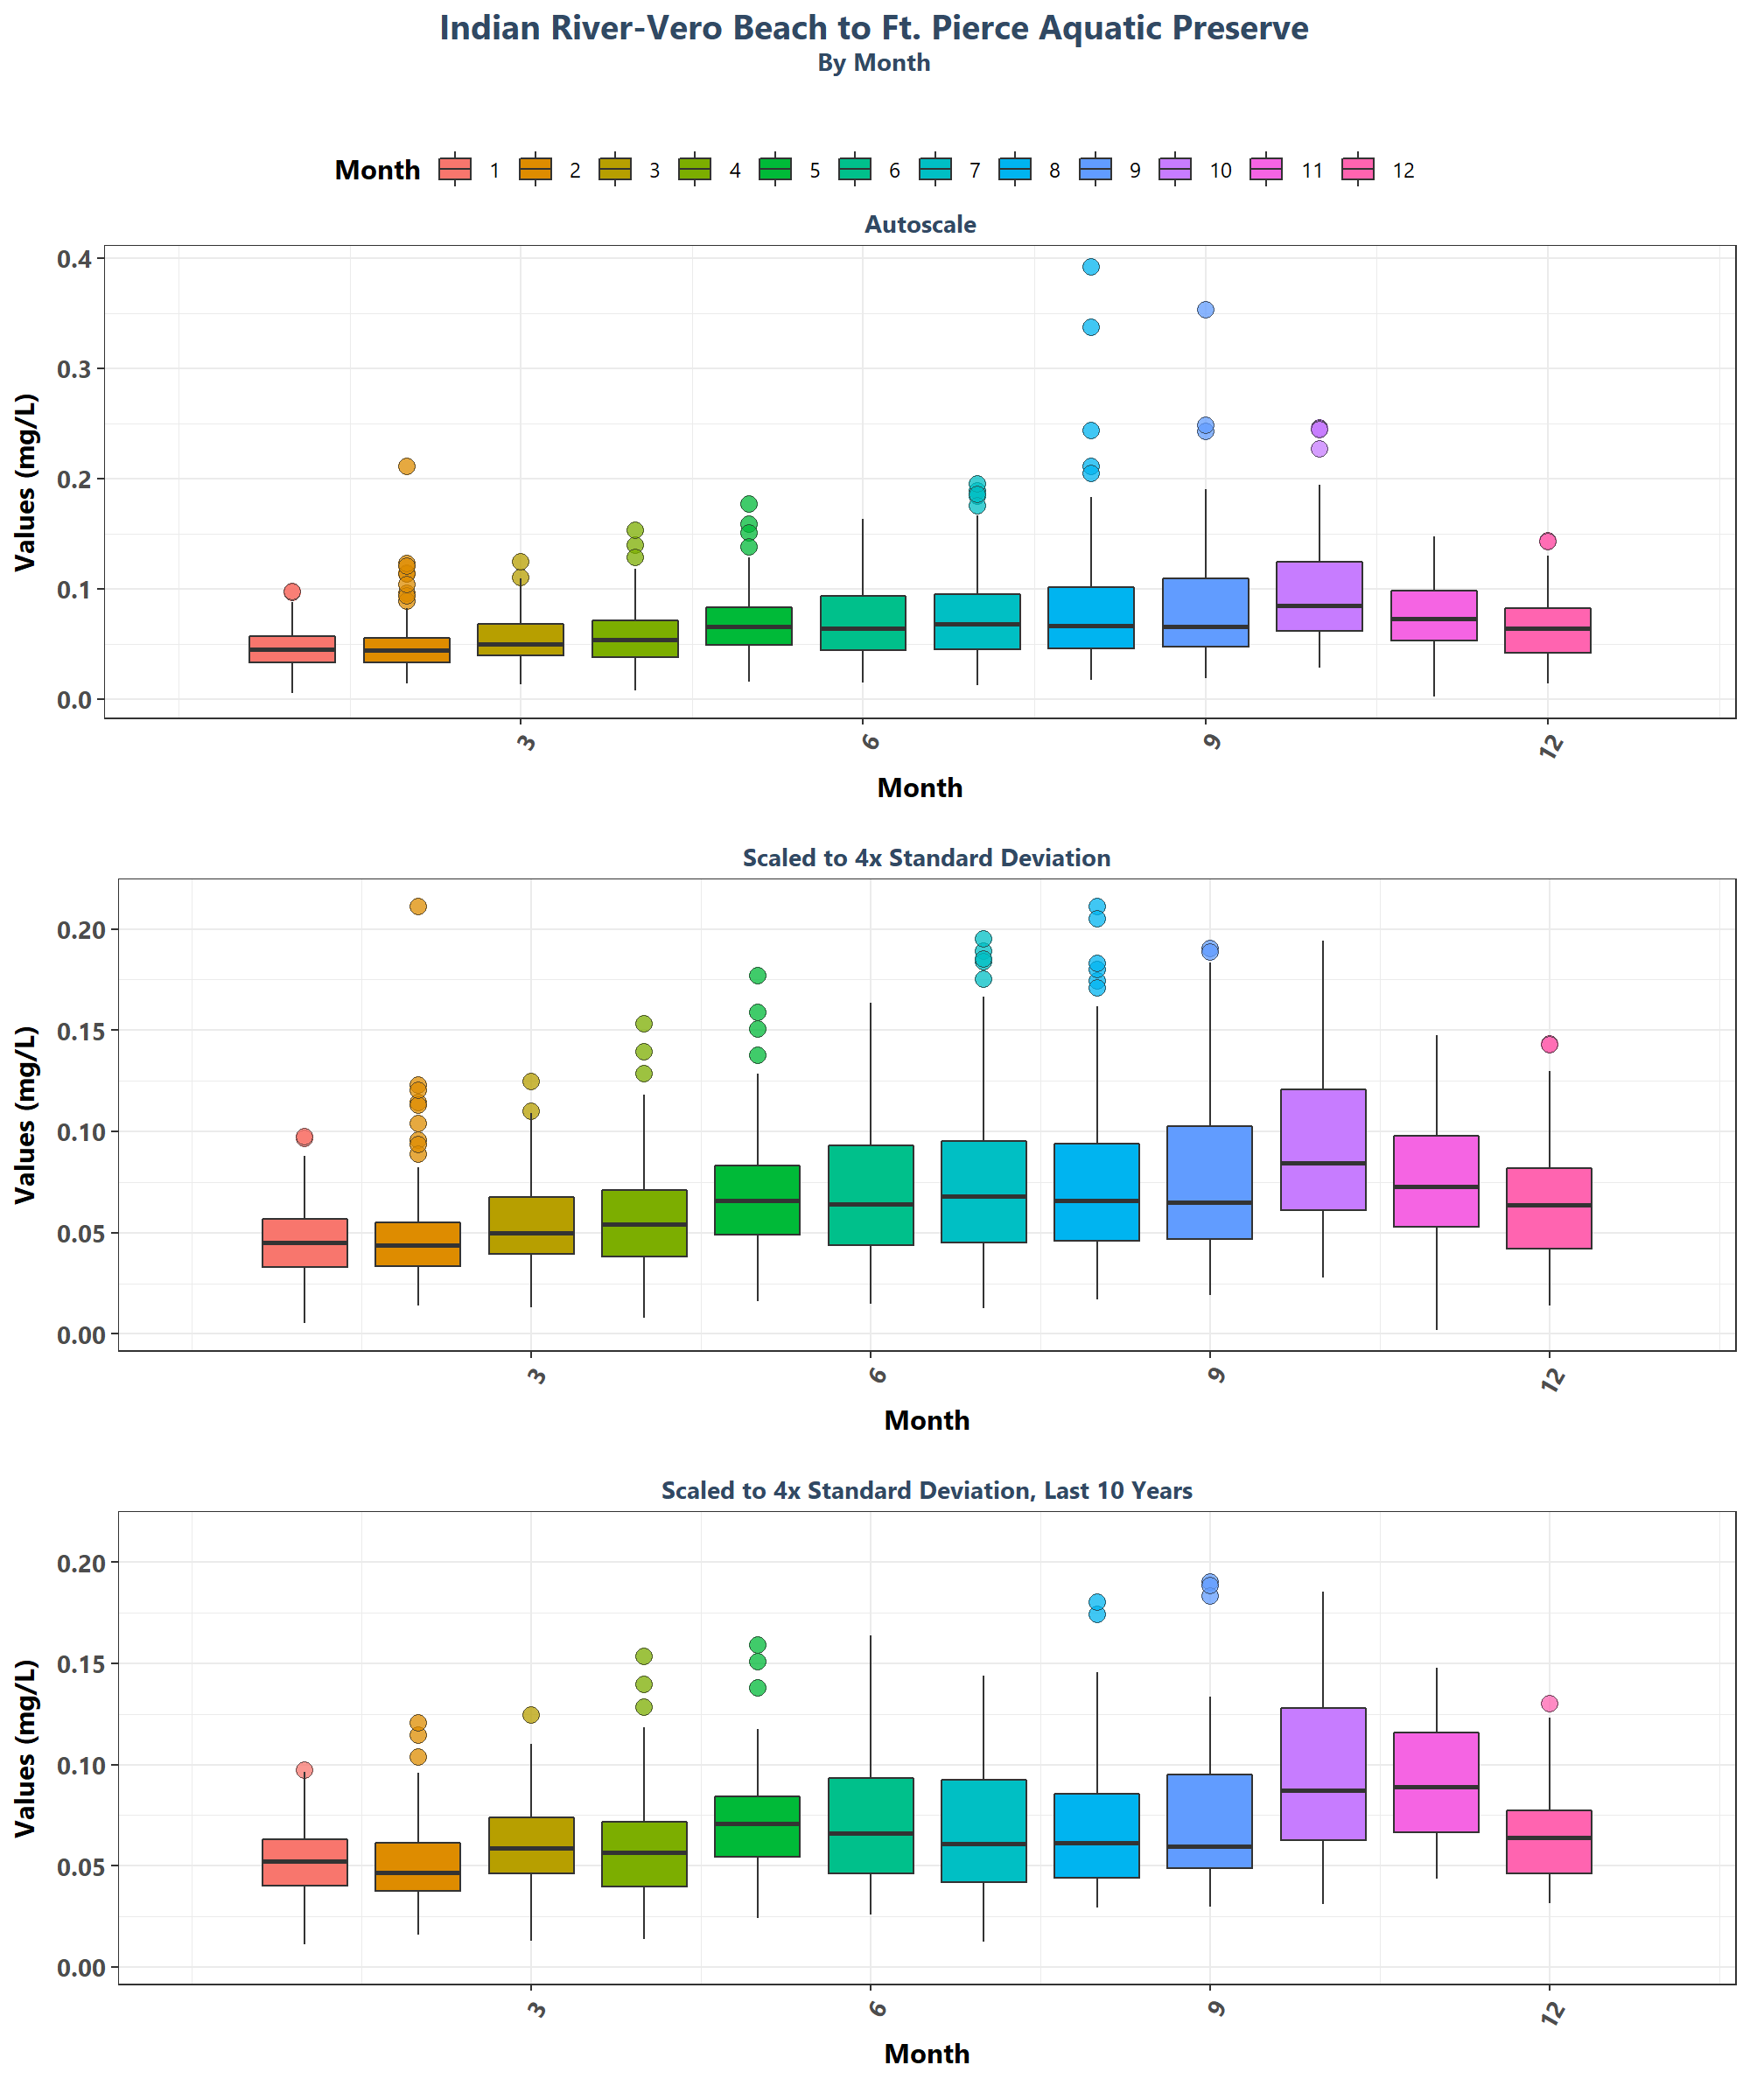 Indian River-Vero Beach to Ft. Pierce Aquatic Preserve
By Month
Month 1 2 3 4 5 6 7 8 9 10 11 12
Autoscale
Values (mg/L)
0.4
0.3
0.2
0.1
0.0
3 6 9 12
Month
Scaled to 4x Standard Deviation
Values (mg/L)
0.20
0.15
0.10
0.05
0.00
3 6 9 12
Month
Scaled to 4x Standard Deviation, Last 10 Years
Values (mg/L)
0.20
0.15
0.10
0.05
0.00
3 6 9 12
Month